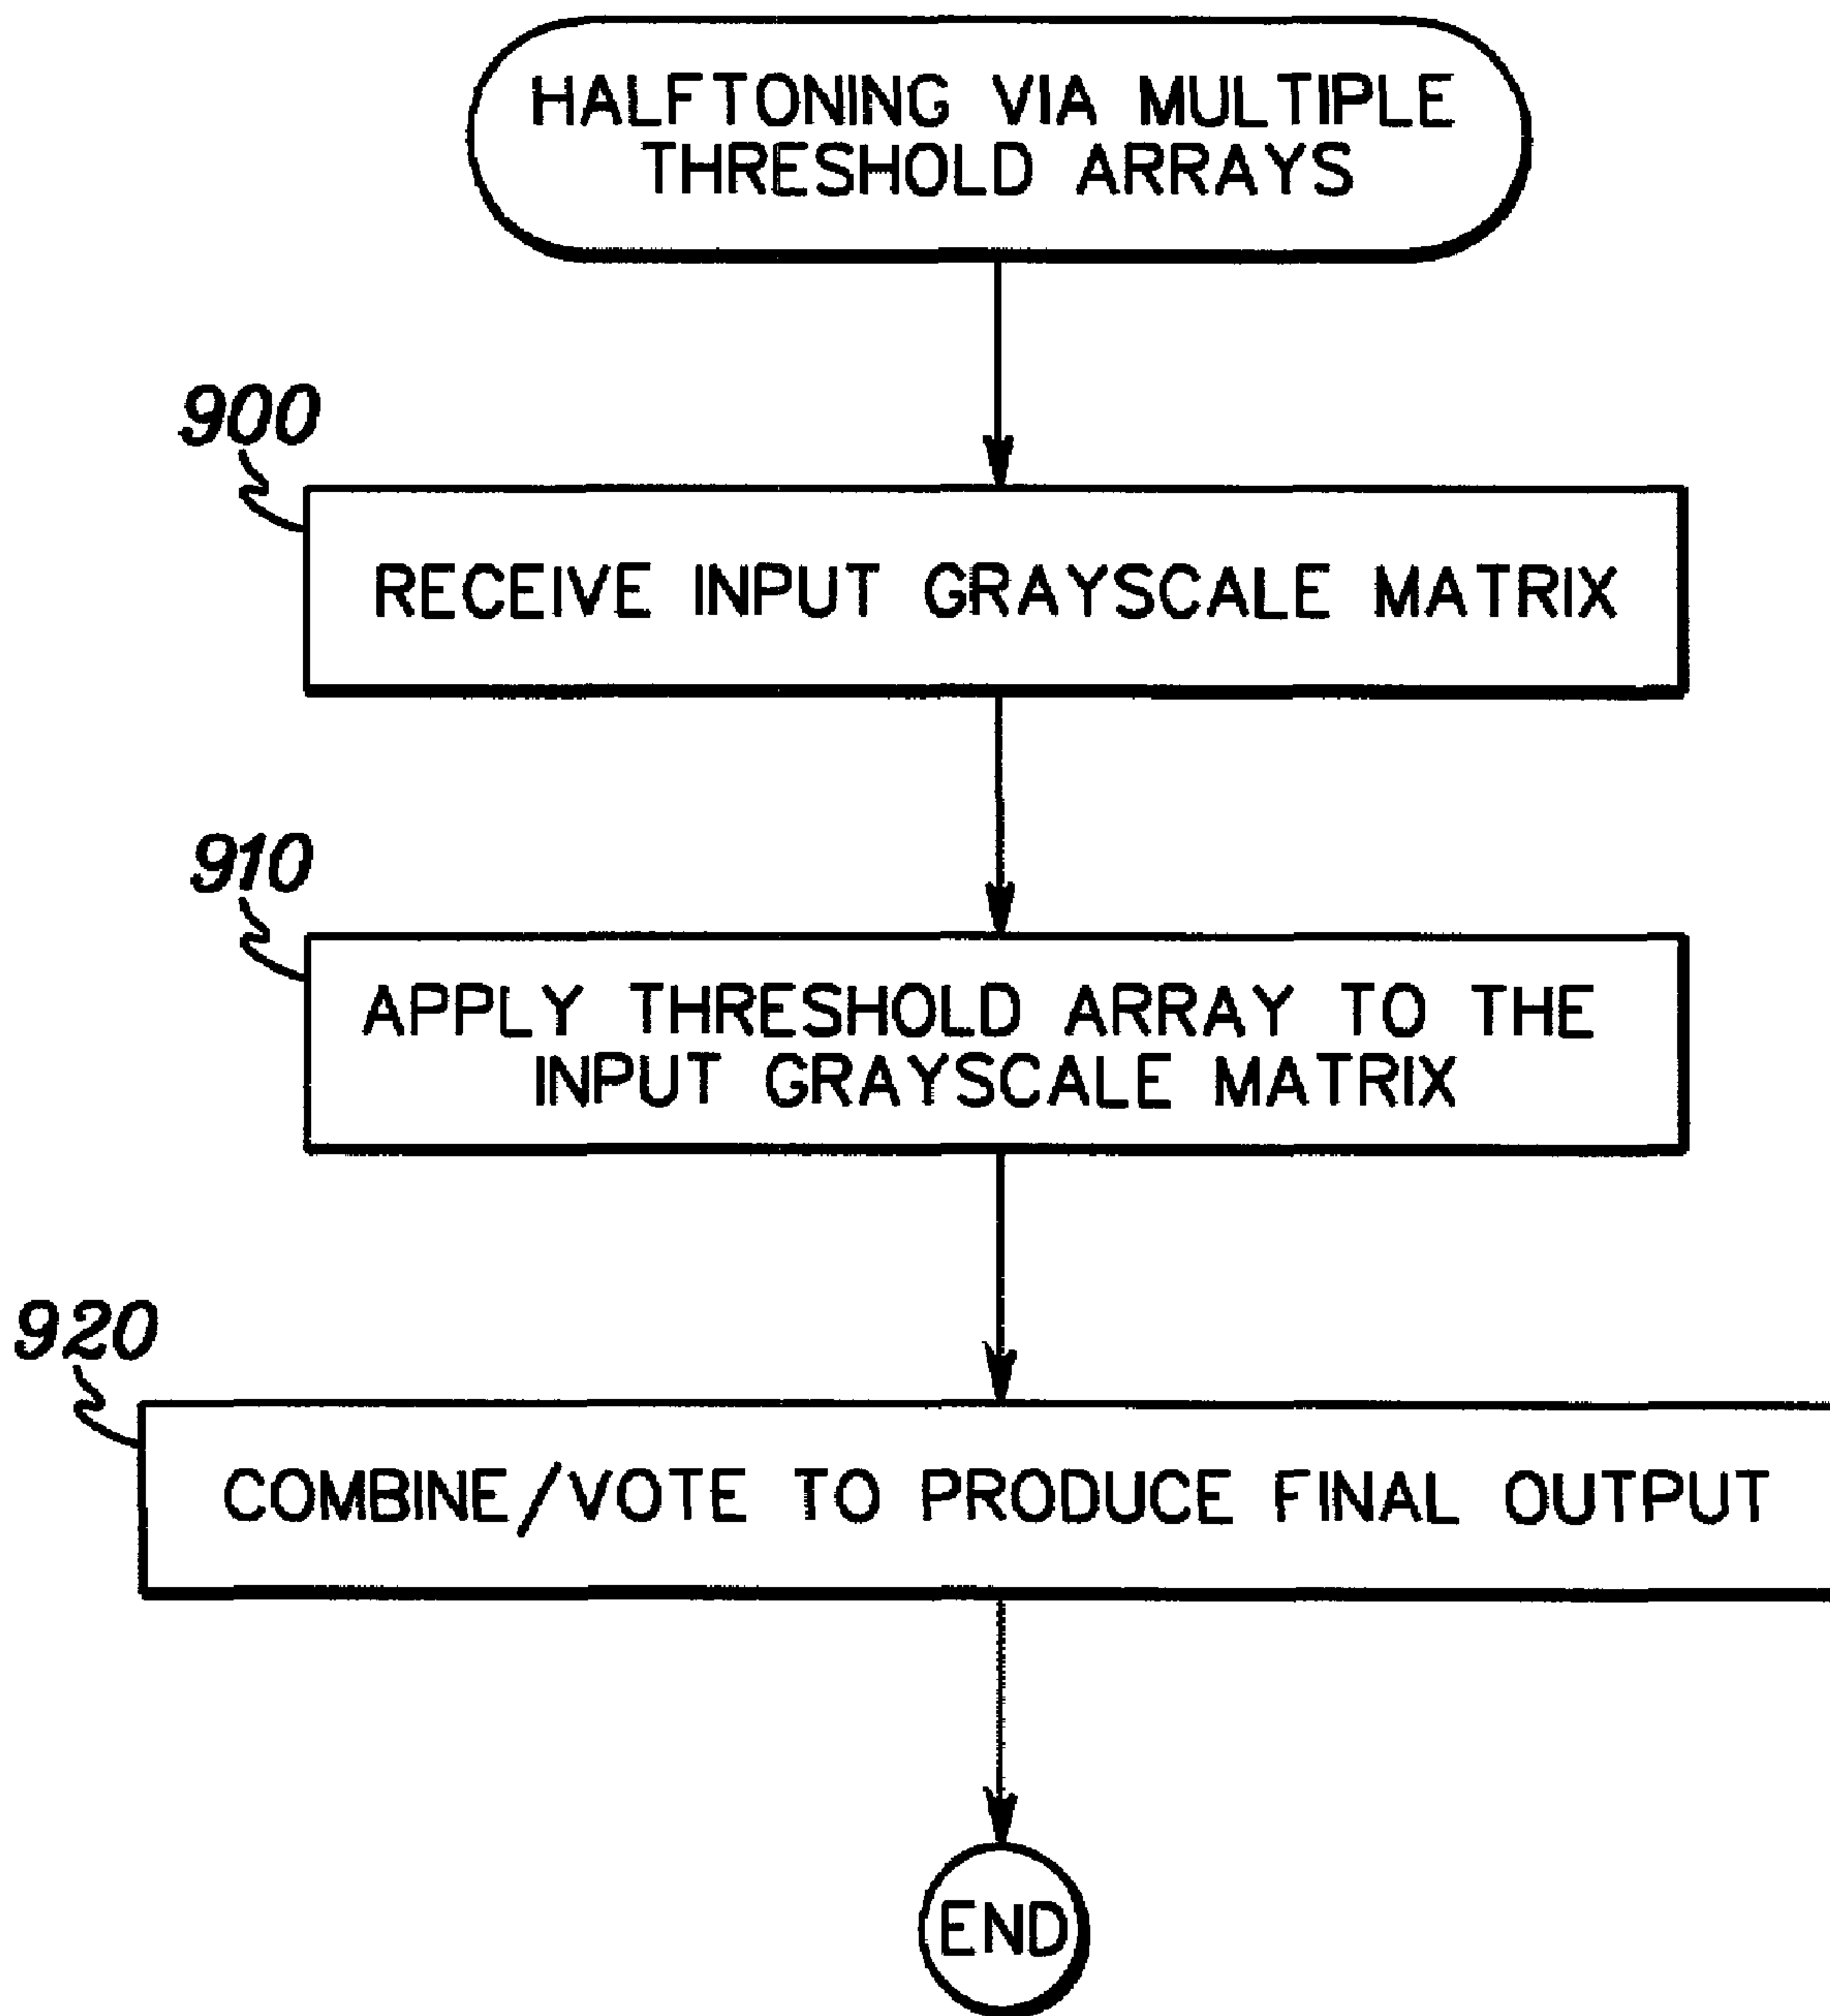 HALFTONING VIA MULTIPLE
THRESHOLD ARRAYS
900
RECEIVE INPUT GRAYSCALE MATRIX
910
APPLY THRESHOLD ARRAY TO THE
INPUT GRAYSCALE MATRIX
920
COMBINE/VOTE TO PRODUCE FINAL OUTPUT
END